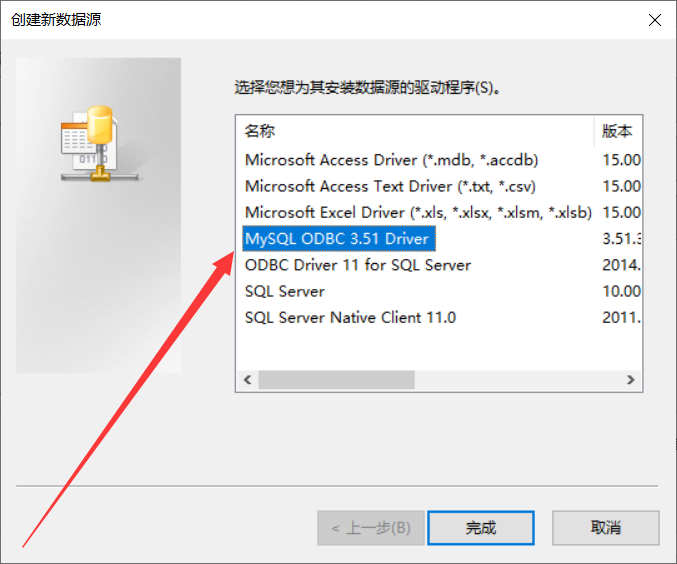 创建新数据源
选择您想为其安装数据源的驱动程序(S)。
名称 版本
Microsoft Access Driver (*.mdb, *.accdb) 15.00
Microsoft Access Text Driver (*.txt, *.csv) 15.00
Microsoft Excel Driver (*.xls, *.xlsx, *.xlsm, *.xlsb) 15.00
MySQL ODBC 3.51 Driver 3.51.3
ODBC Driver 11 for SQL Server 2014.
SQL Server 10.00
SQL Server Native Client 11.0 2011.
< 上一步(B) 完成 取消